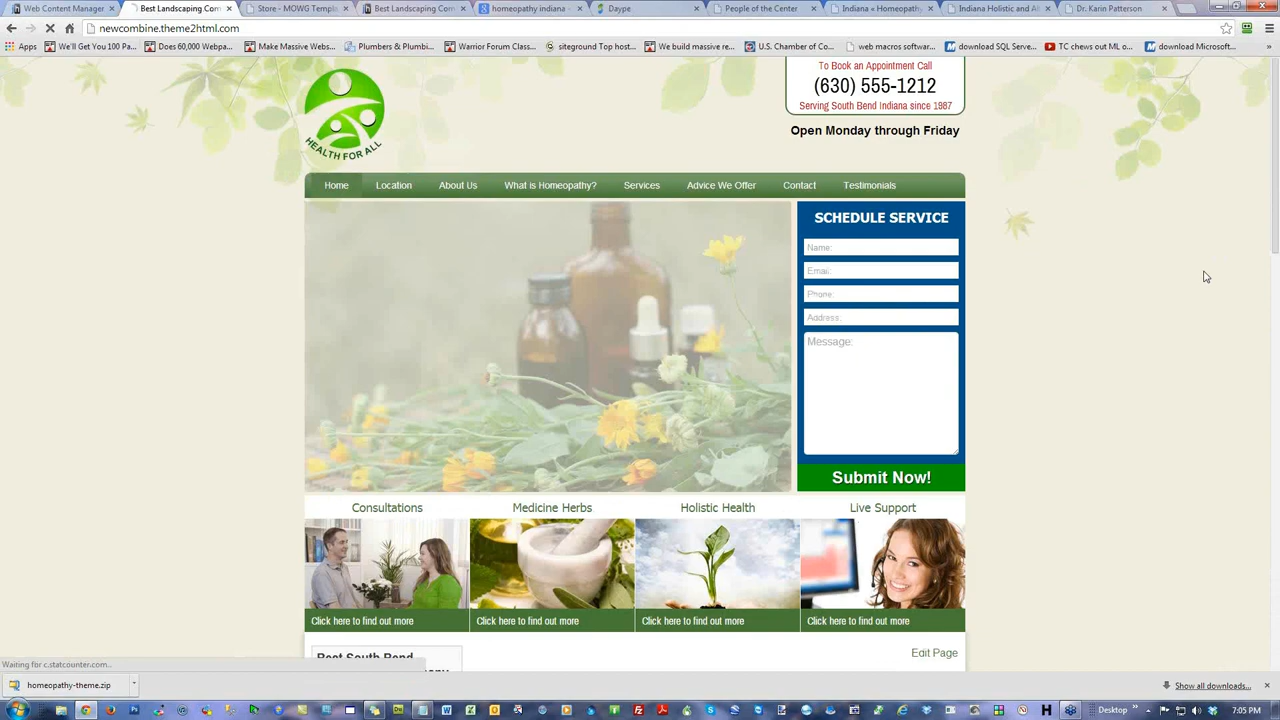 Web Content Manager
Best Landscaping Com
Store - MOWG Templ
Best Landscaping Com
homeopathy indiana -
Daype
People of the Center
Indiana « Homeopathy
Indiana Holistic and Al
Dr. Karin Patterson
newcombine.theme2html.com
Apps
We'll Get You 100 Pa...
Does 60,000 Webpa...
Make Massive Webs...
Plumbers & Plumbi...
Warrior Forum Class...
siteground Top host...
We build massive re...
U.S. Chamber of Co...
web macros softwar...
download SQL Serve...
TC chews out ML o...
download Microsoft...
»
To Book an Appointment Call
(630) 555-1212
Serving South Bend Indiana since 1987
Open Monday through Friday
HEALTH FOR ALL
Home
Location
About Us
What is Homeopathy?
Services
Advice We Offer
Contact
Testimonials
SCHEDULE SERVICE
Name:
Email:
Phone:
Address:
Message:
Submit Now!
Consultations
Medicine Herbs
Holistic Health
Live Support
Click here to find out more
Click here to find out more
Click here to find out more
Click here to find out more
Best South Bend
Edit Page
Waiting for c.statcounter.com...
homeopathy-theme.zip
Show all downloads...
Desktop
7:05 PM